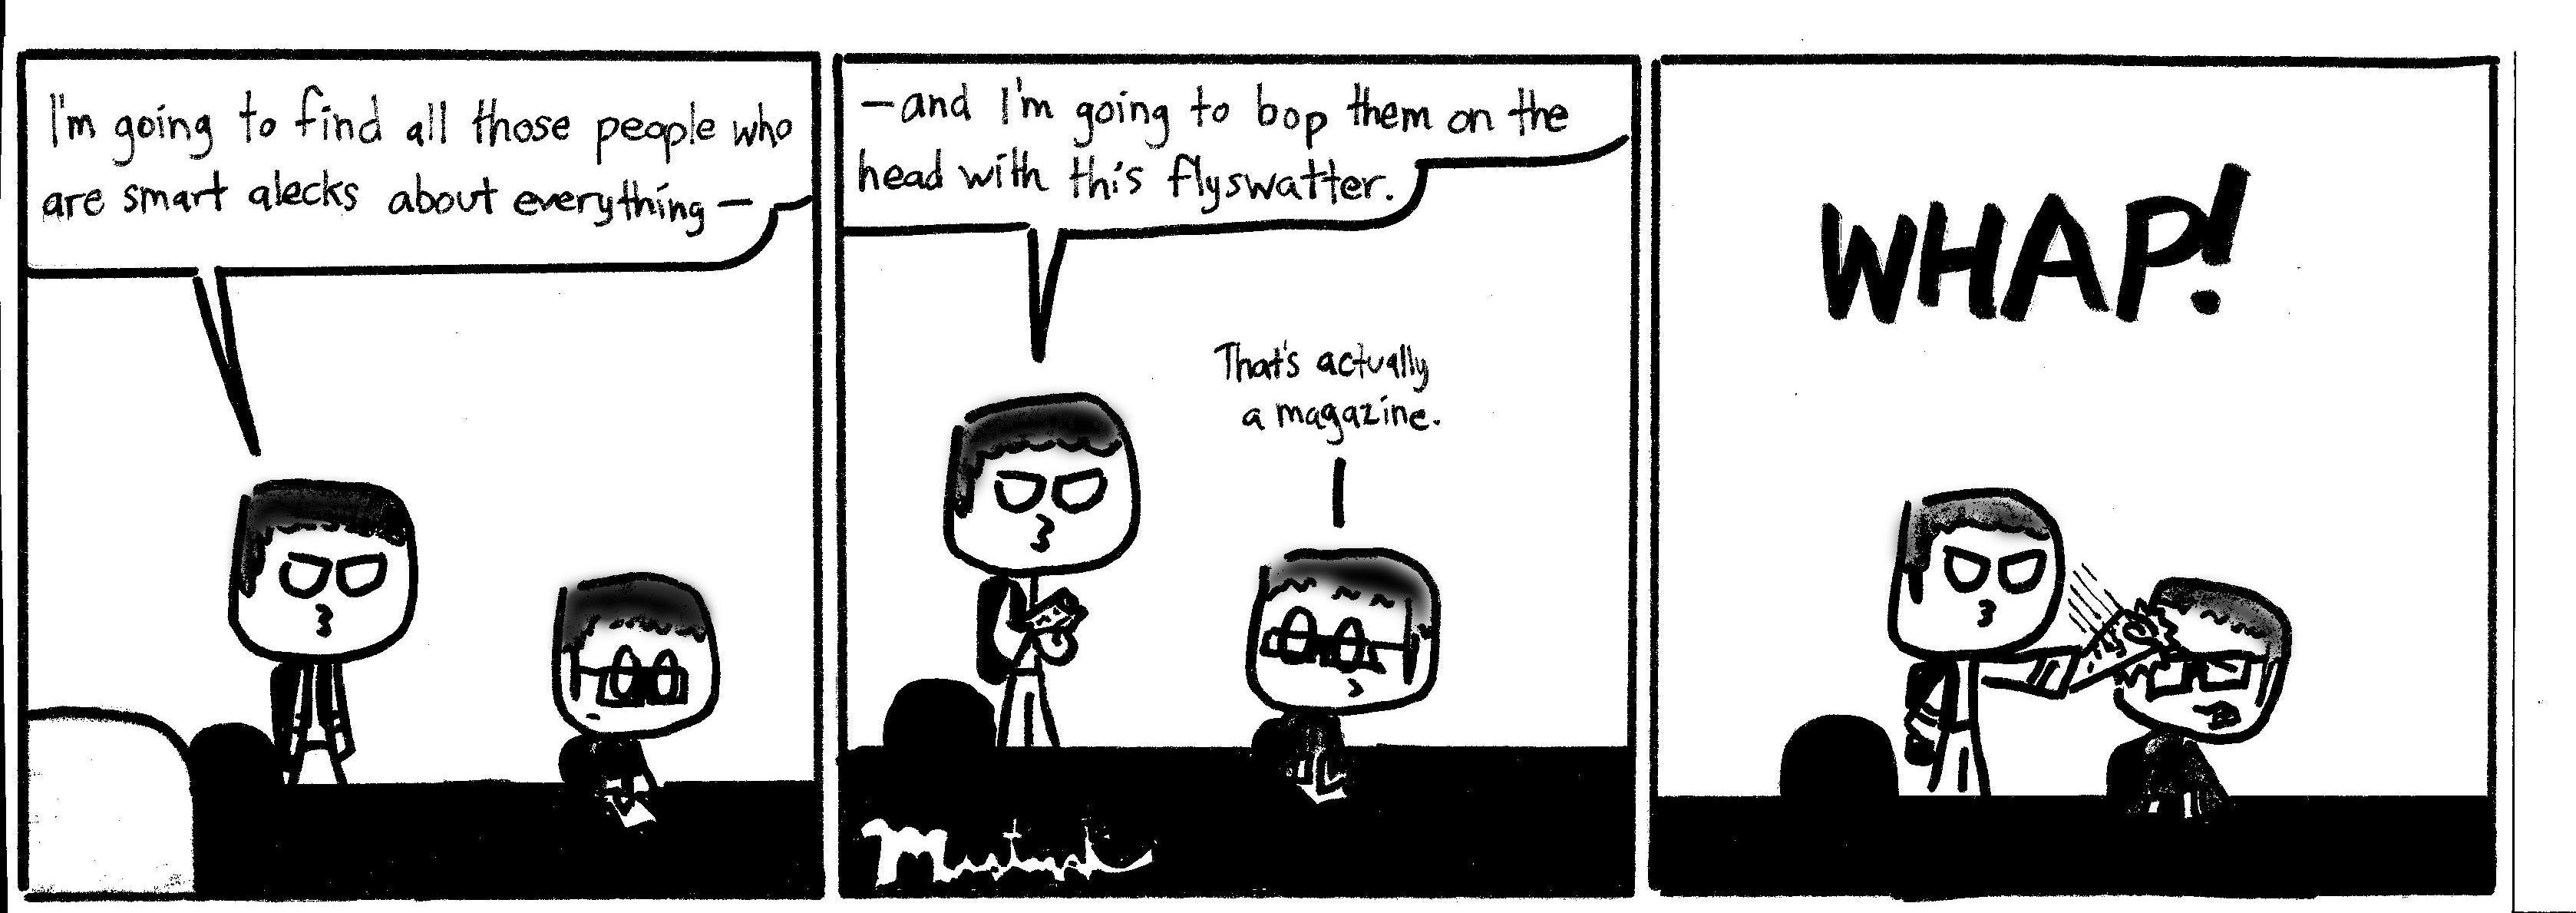 I'm going to find all those people who
are smart alecks about everything —
— and I'm going to bop them on the
head with this flyswatter.
That's actually
a magazine.
WHAP!